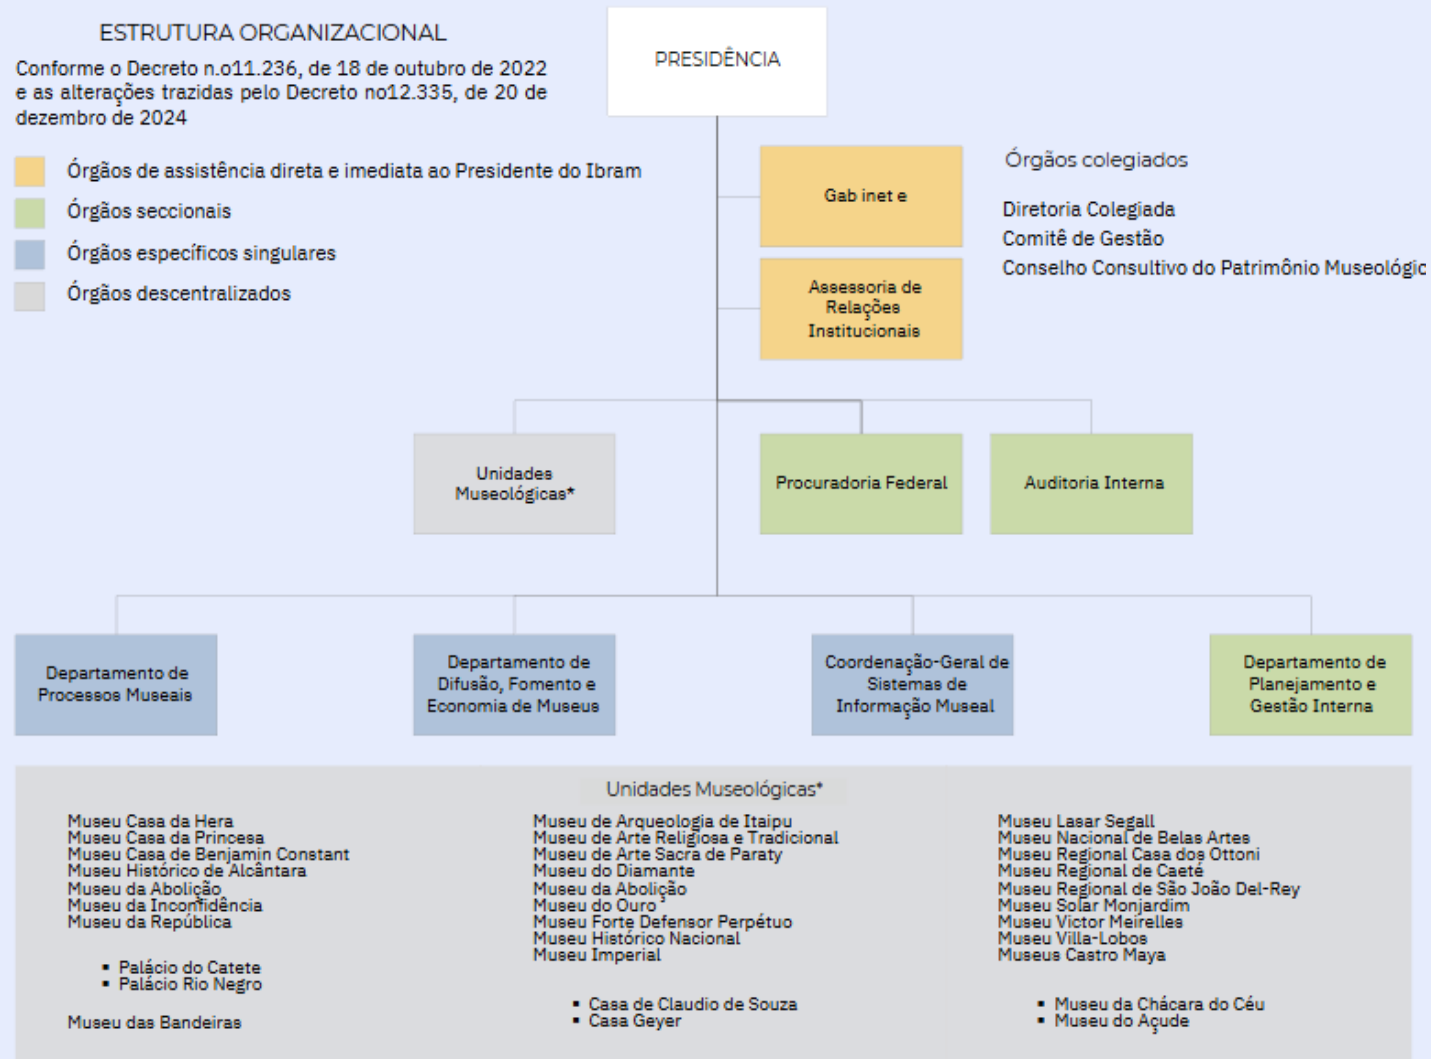 ESTRUTURA ORGANIZACIONAL
Conforme o Decreto n.o11.236, de 18 de outubro de 2022
e as alterações trazidas pelo Decreto no12.335, de 20 de
dezembro de 2024
Órgãos de assistência direta e imediata ao Presidente do Ibram
Órgãos seccionais
Órgãos específicos singulares
Órgãos descentralizados
PRESIDÊNCIA
Gab inet e
Assessoria de
Relações
Institucionais
Órgãos colegiados
Diretoria Colegiada
Comitê de Gestão
Conselho Consultivo do Patrimônio Museológic
Unidades
Museológicas*
Procuradoria Federal
Auditoria Interna
Departamento de
Processos Museais
Departamento de
Difusão, Fomento e
Economia de Museus
Coordenação-Geral de
Sistemas de
Informação Museal
Departamento de
Planejamento e
Gestão Interna
Unidades Museológicas*
Museu Casa da Hera
Museu Casa da Princesa
Museu Casa de Benjamin Constant
Museu Histórico de Alcântara
Museu da Abolição
Museu da Inconfidência
Museu da República
▪ Palácio do Catete
▪ Palácio Rio Negro
Museu das Bandeiras
Museu de Arqueologia de Itaipu
Museu de Arte Religiosa e Tradicional
Museu de Arte Sacra de Paraty
Museu do Diamante
Museu da Abolição
Museu do Ouro
Museu Forte Defensor Perpétuo
Museu Histórico Nacional
Museu Imperial
▪ Casa de Claudio de Souza
▪ Casa Geyer
Museu Lasar Segall
Museu Nacional de Belas Artes
Museu Regional Casa dos Ottoni
Museu Regional de Caeté
Museu Regional de São João Del-Rey
Museu Solar Monjardim
Museu Victor Meirelles
Museu Villa-Lobos
Museus Castro Maya
▪ Museu da Chácara do Céu
▪ Museu do Açude